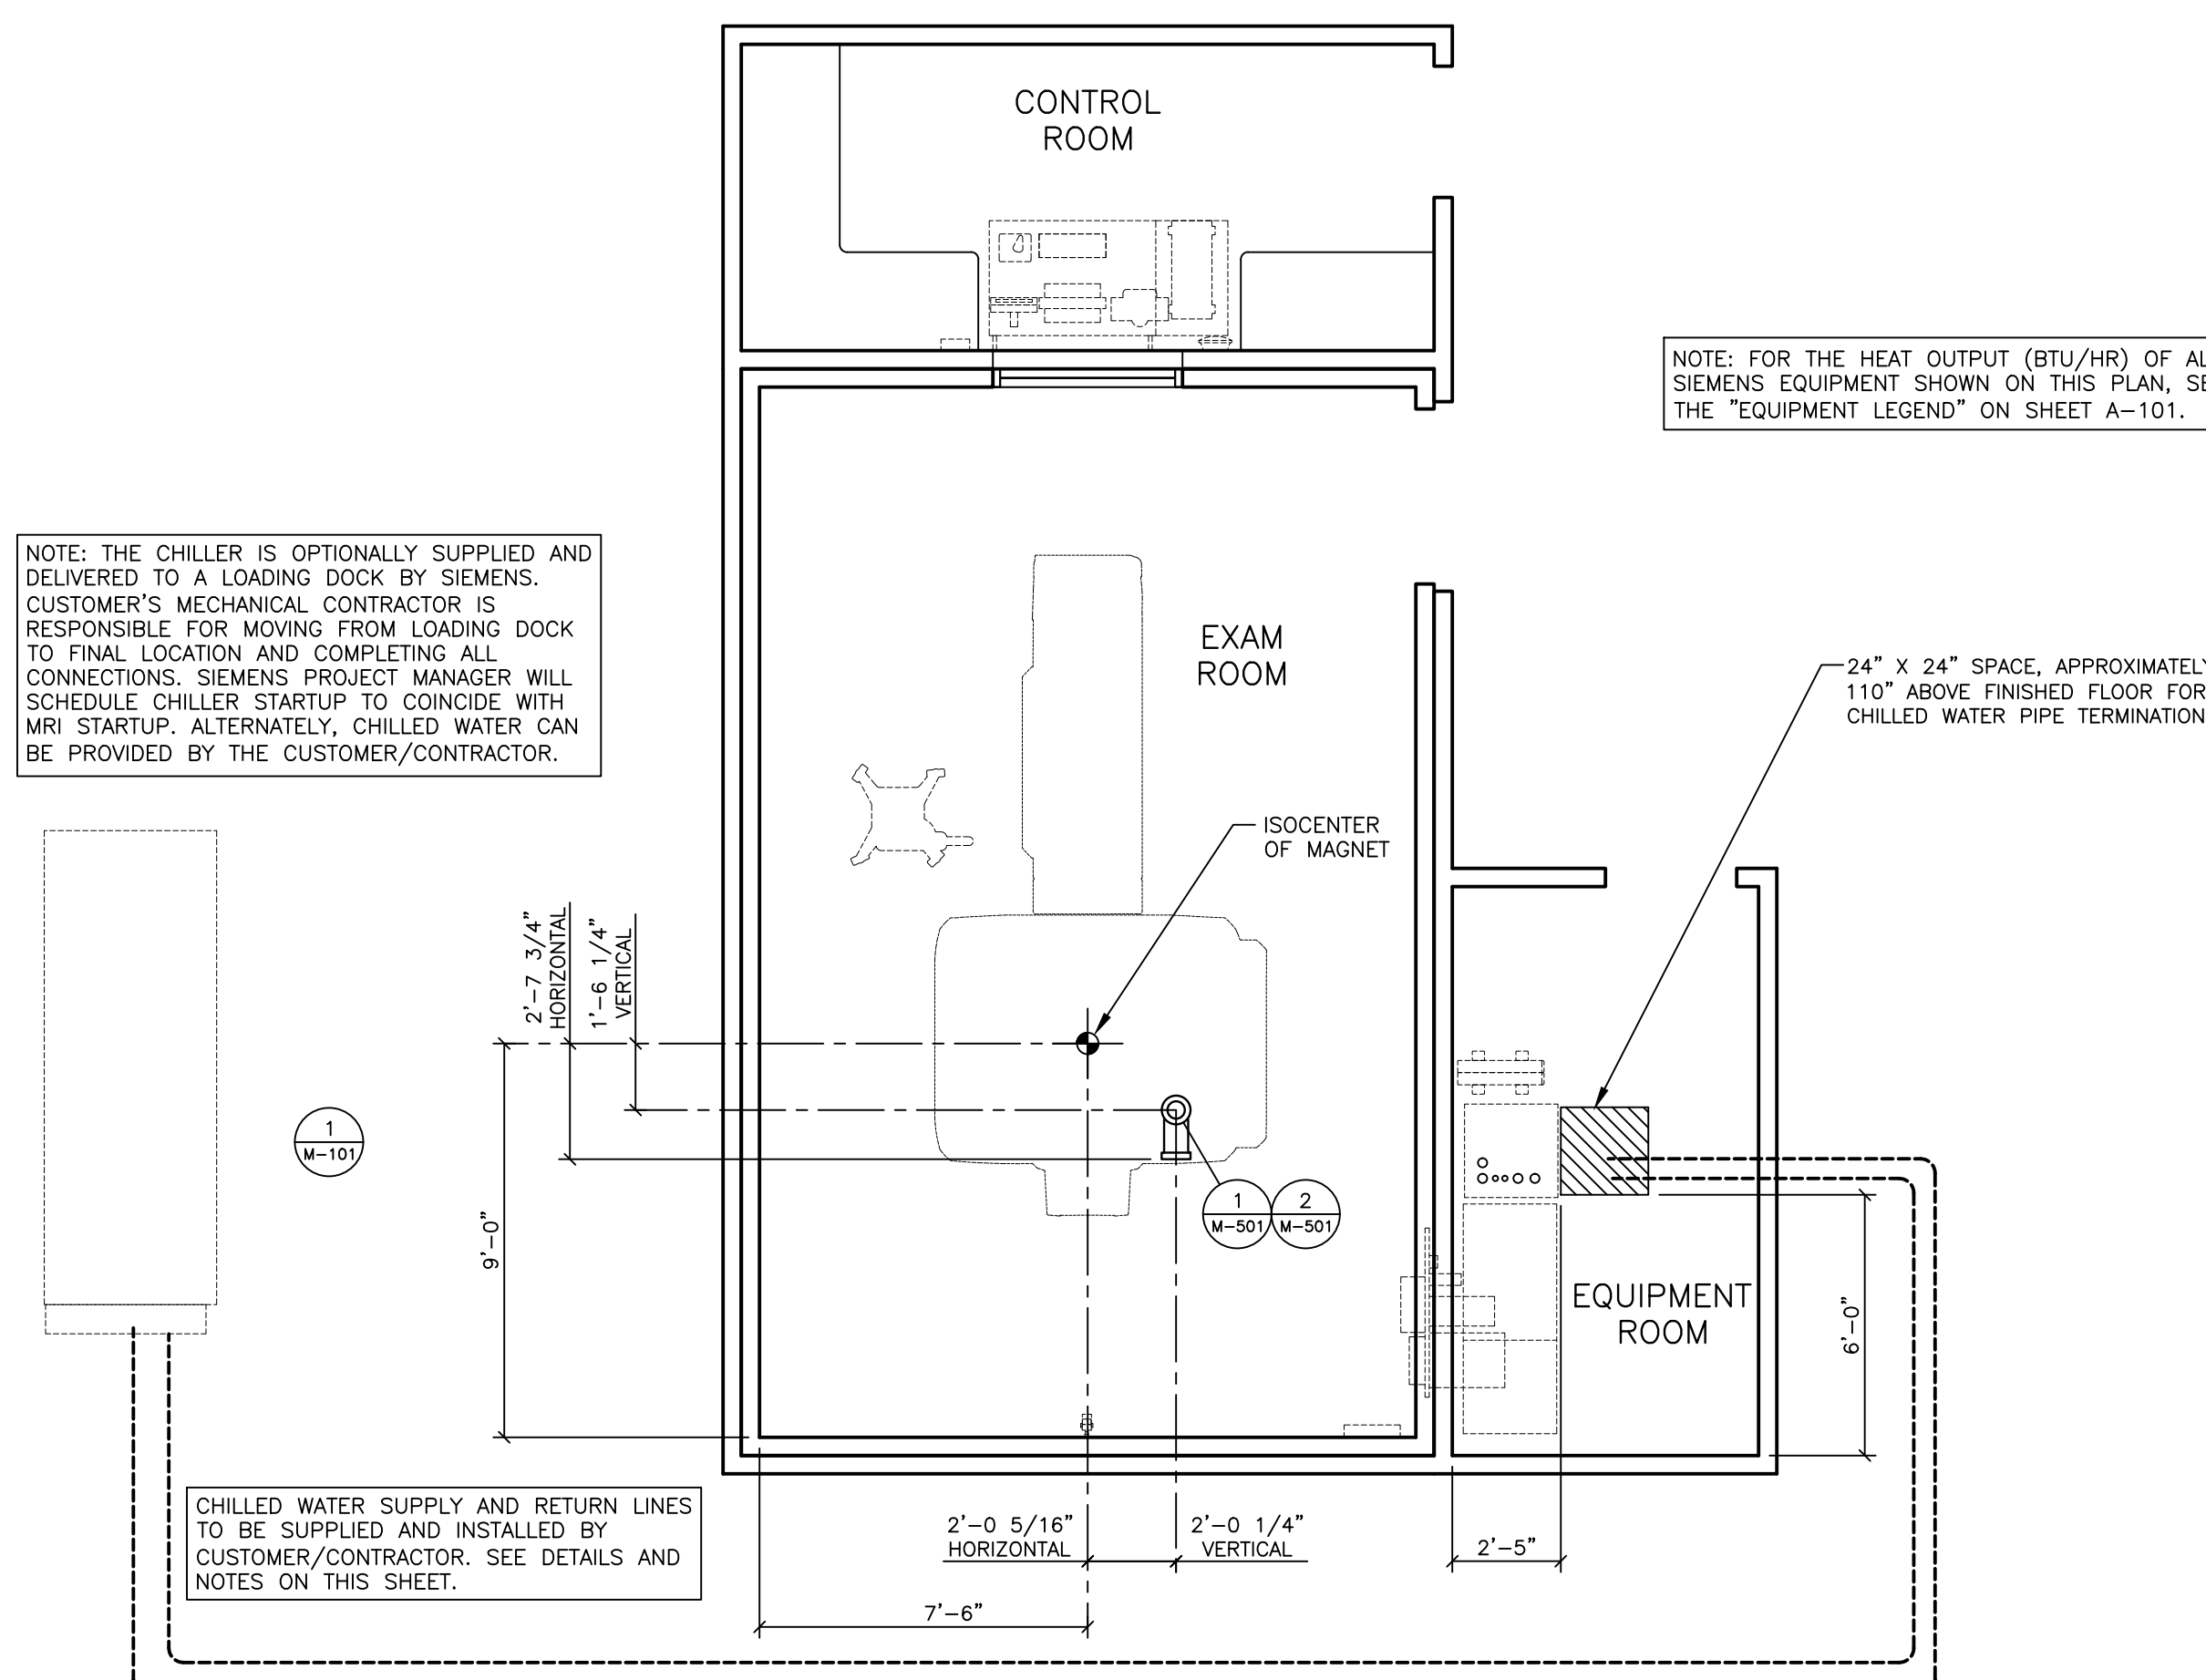 CONTROL
ROOM
NOTE: FOR THE HEAT OUTPUT (BTU/HR) OF
SIEMENS EQUIPMENT SHOWN ON THIS PLAN,
THE "EQUIPMENT LEGEND" ON SHEET A-101.
NOTE: THE CHILLER IS OPTIONALLY SUPPLIED AND
DELIVERED TO A LOADING DOCK BY SIEMENS.
CUSTOMER'S MECHANICAL CONTRACTOR IS
RESPONSIBLE FOR MOVING FROM LOADING DOCK
TO FINAL LOCATION AND COMPLETING ALL
CONNECTIONS. SIEMENS PROJECT MANAGER WILL
SCHEDULE CHILLER STARTUP TO COINCIDE WITH
MRI STARTUP. ALTERNATELY, CHILLED WATER CAN
BE PROVIDED BY THE CUSTOMER/CONTRACTOR.
EXAM
ROOM
24" X 24" SPACE, APPROXIMATELY
110" ABOVE FINISHED FLOOR FOR
CHILLED WATER PIPE TERMINATION
ISOCENTER
OF MAGNET
2'-7 3/4"
HORIZONTAL
1'-6 1/4"
VERTICAL
1
M-101
9'-0"
1
M-501
2
M-501
EQUIPMENT
ROOM
6'-0"
CHILLED WATER SUPPLY AND RETURN LINES
TO BE SUPPLIED AND INSTALLED BY
CUSTOMER/CONTRACTOR. SEE DETAILS AND
NOTES ON THIS SHEET.
2'-0 5/16"
HORIZONTAL
2'-0 1/4"
VERTICAL
2'-5"
7'-6"